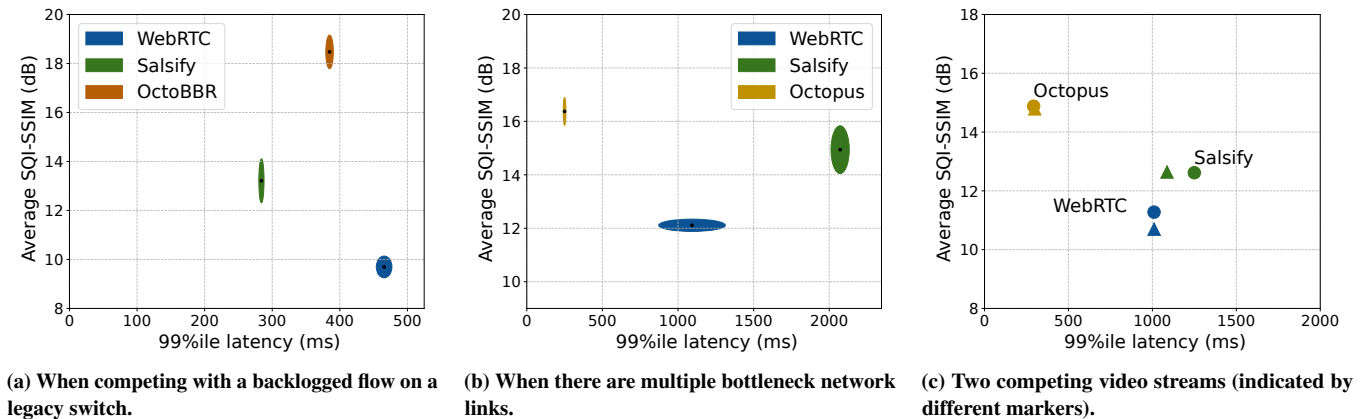 20
18
16
14
12
10
8
0
100
200
300
400
500
Average SQI-SSIM (dB)
99%ile latency (ms)
WebRTC
Salsify
OctoBBR
(a) When competing with a backlogged flow on a
legacy switch.
20
18
16
14
12
10
0
500
1000
1500
2000
Average SQI-SSIM (dB)
99%ile latency (ms)
WebRTC
Salsify
Octopus
(b) When there are multiple bottleneck network
links.
18
16
14
12
10
8
0
500
1000
1500
2000
Average SQI-SSIM (dB)
99%ile latency (ms)
Octopus
Salsify
WebRTC
(c) Two competing video streams (indicated by
different markers).